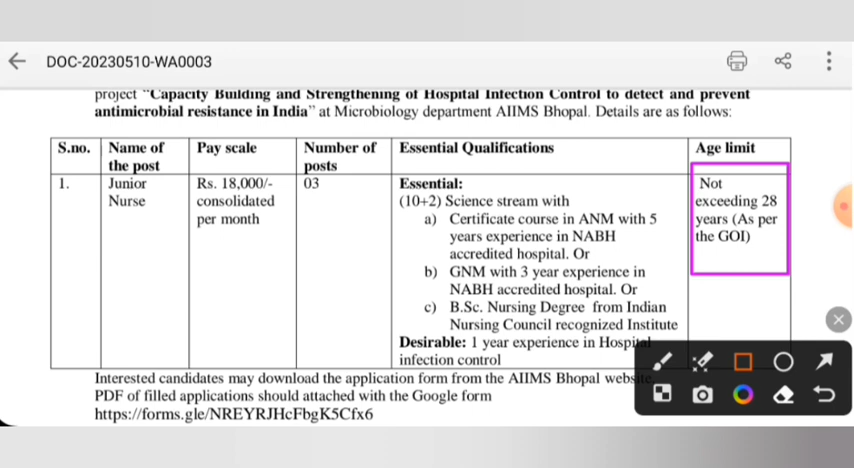 DOC-20230510-WA0003
project "Capacity Building and Strengthening of Hospital Infection Control to detect and prevent
antimicrobial resistance in India" at Microbiology department AIIMS Bhopal. Details are as follows:
S.no. Name of the post Pay scale Number of posts Essential Qualifications Age limit
1. Junior Nurse
Rs. 18,000/-
consolidated
per month
03
Essential:
(10+2) Science stream with
a) Certificate course in ANM with 5
years experience in NABH
accredited hospital. Or
b) GNM with 3 year experience in
NABH accredited hospital. Or
c) B.Sc. Nursing Degree from Indian
Nursing Council recognized Institute
Desirable: 1 year experience in Hospital
infection control
Not
exceeding 28
years (As per
the GOI)
Interested candidates may download the application form from the AIIMS Bhopal website.
PDF of filled applications should attached with the Google form
https://forms.gle/NREYRJHcFbgK5Cfx6